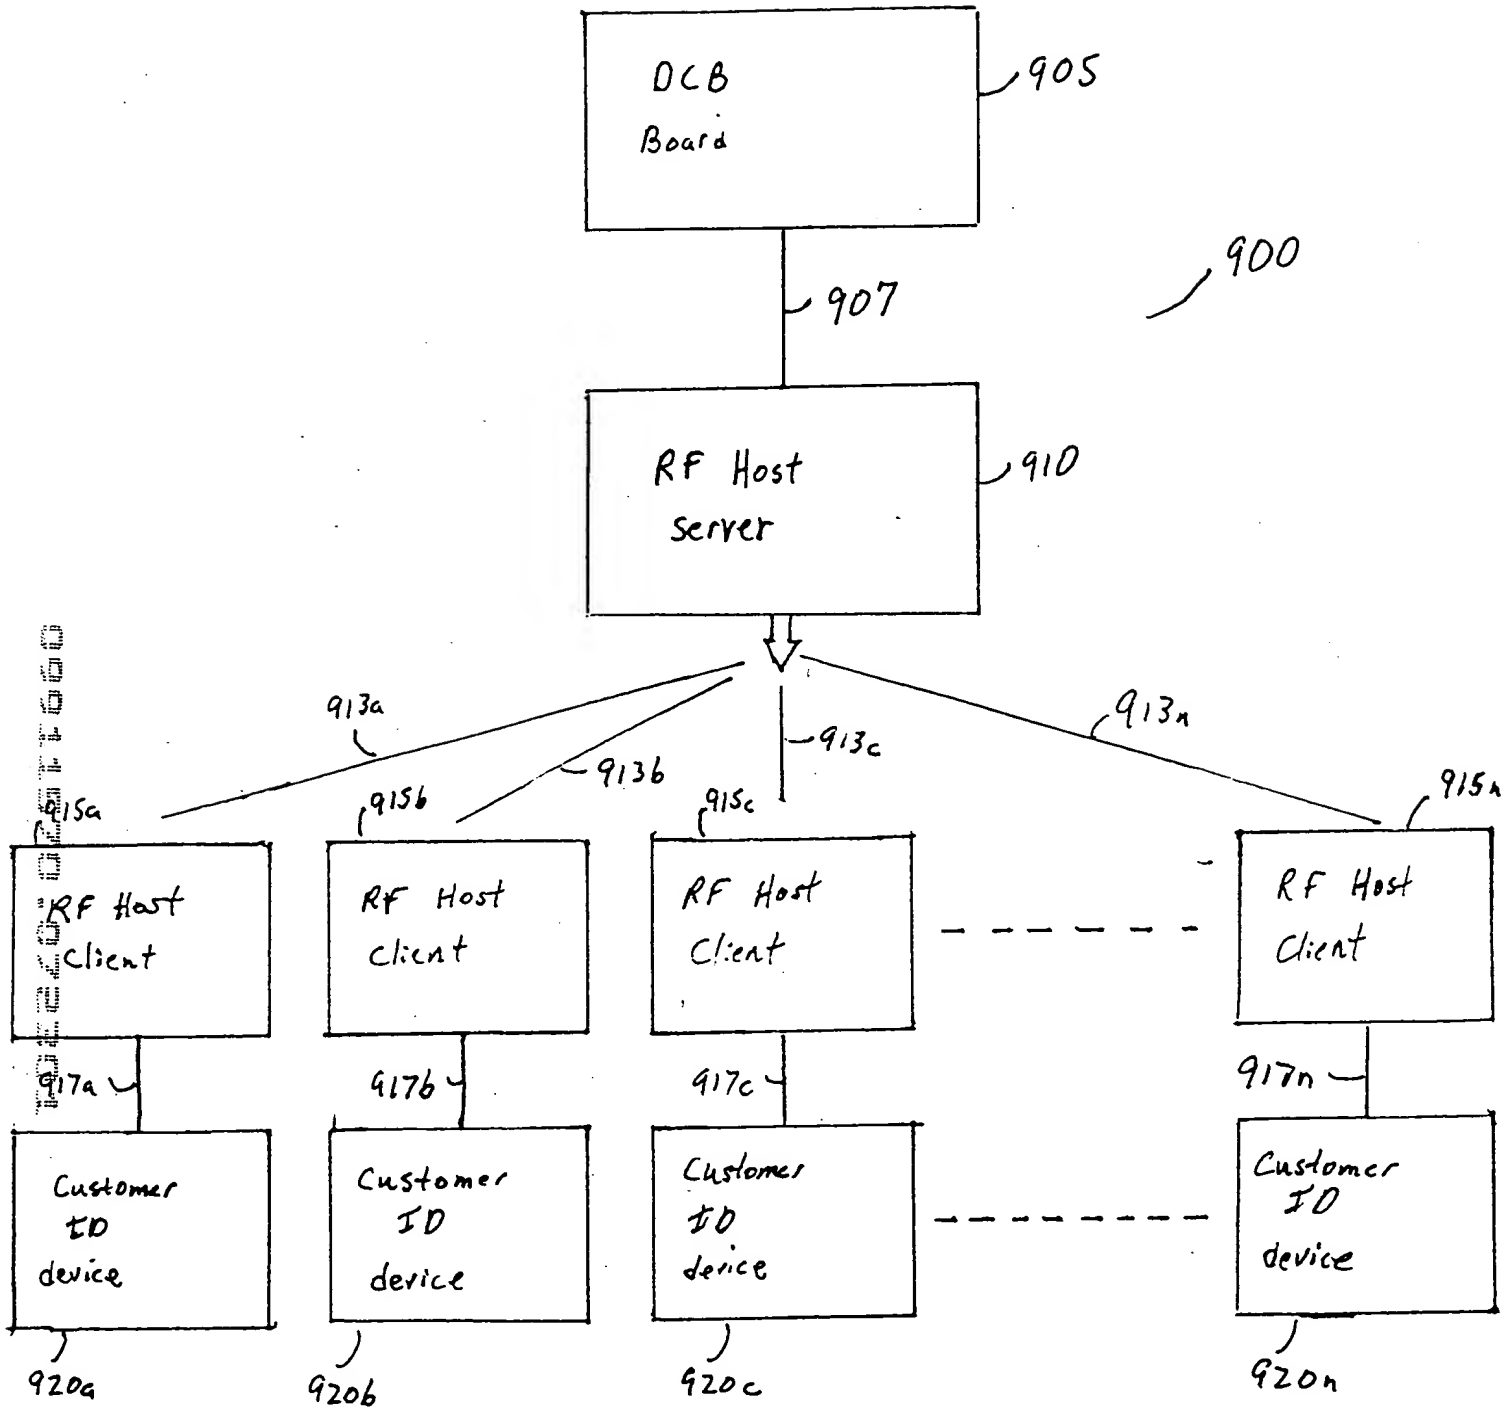 DCB
Board
905
900
907
RF Host
server
910
913a
913b
913c
913n
915a
915b
915c
915n
RF Host
Client
RF Host
Client
RF Host
Client
RF Host
Client
917a
917b
917c
917n
Customer
ID
device
Customer
ID
device
Customer
ID
device
Customer
ID
device
920a
920b
920c
920n